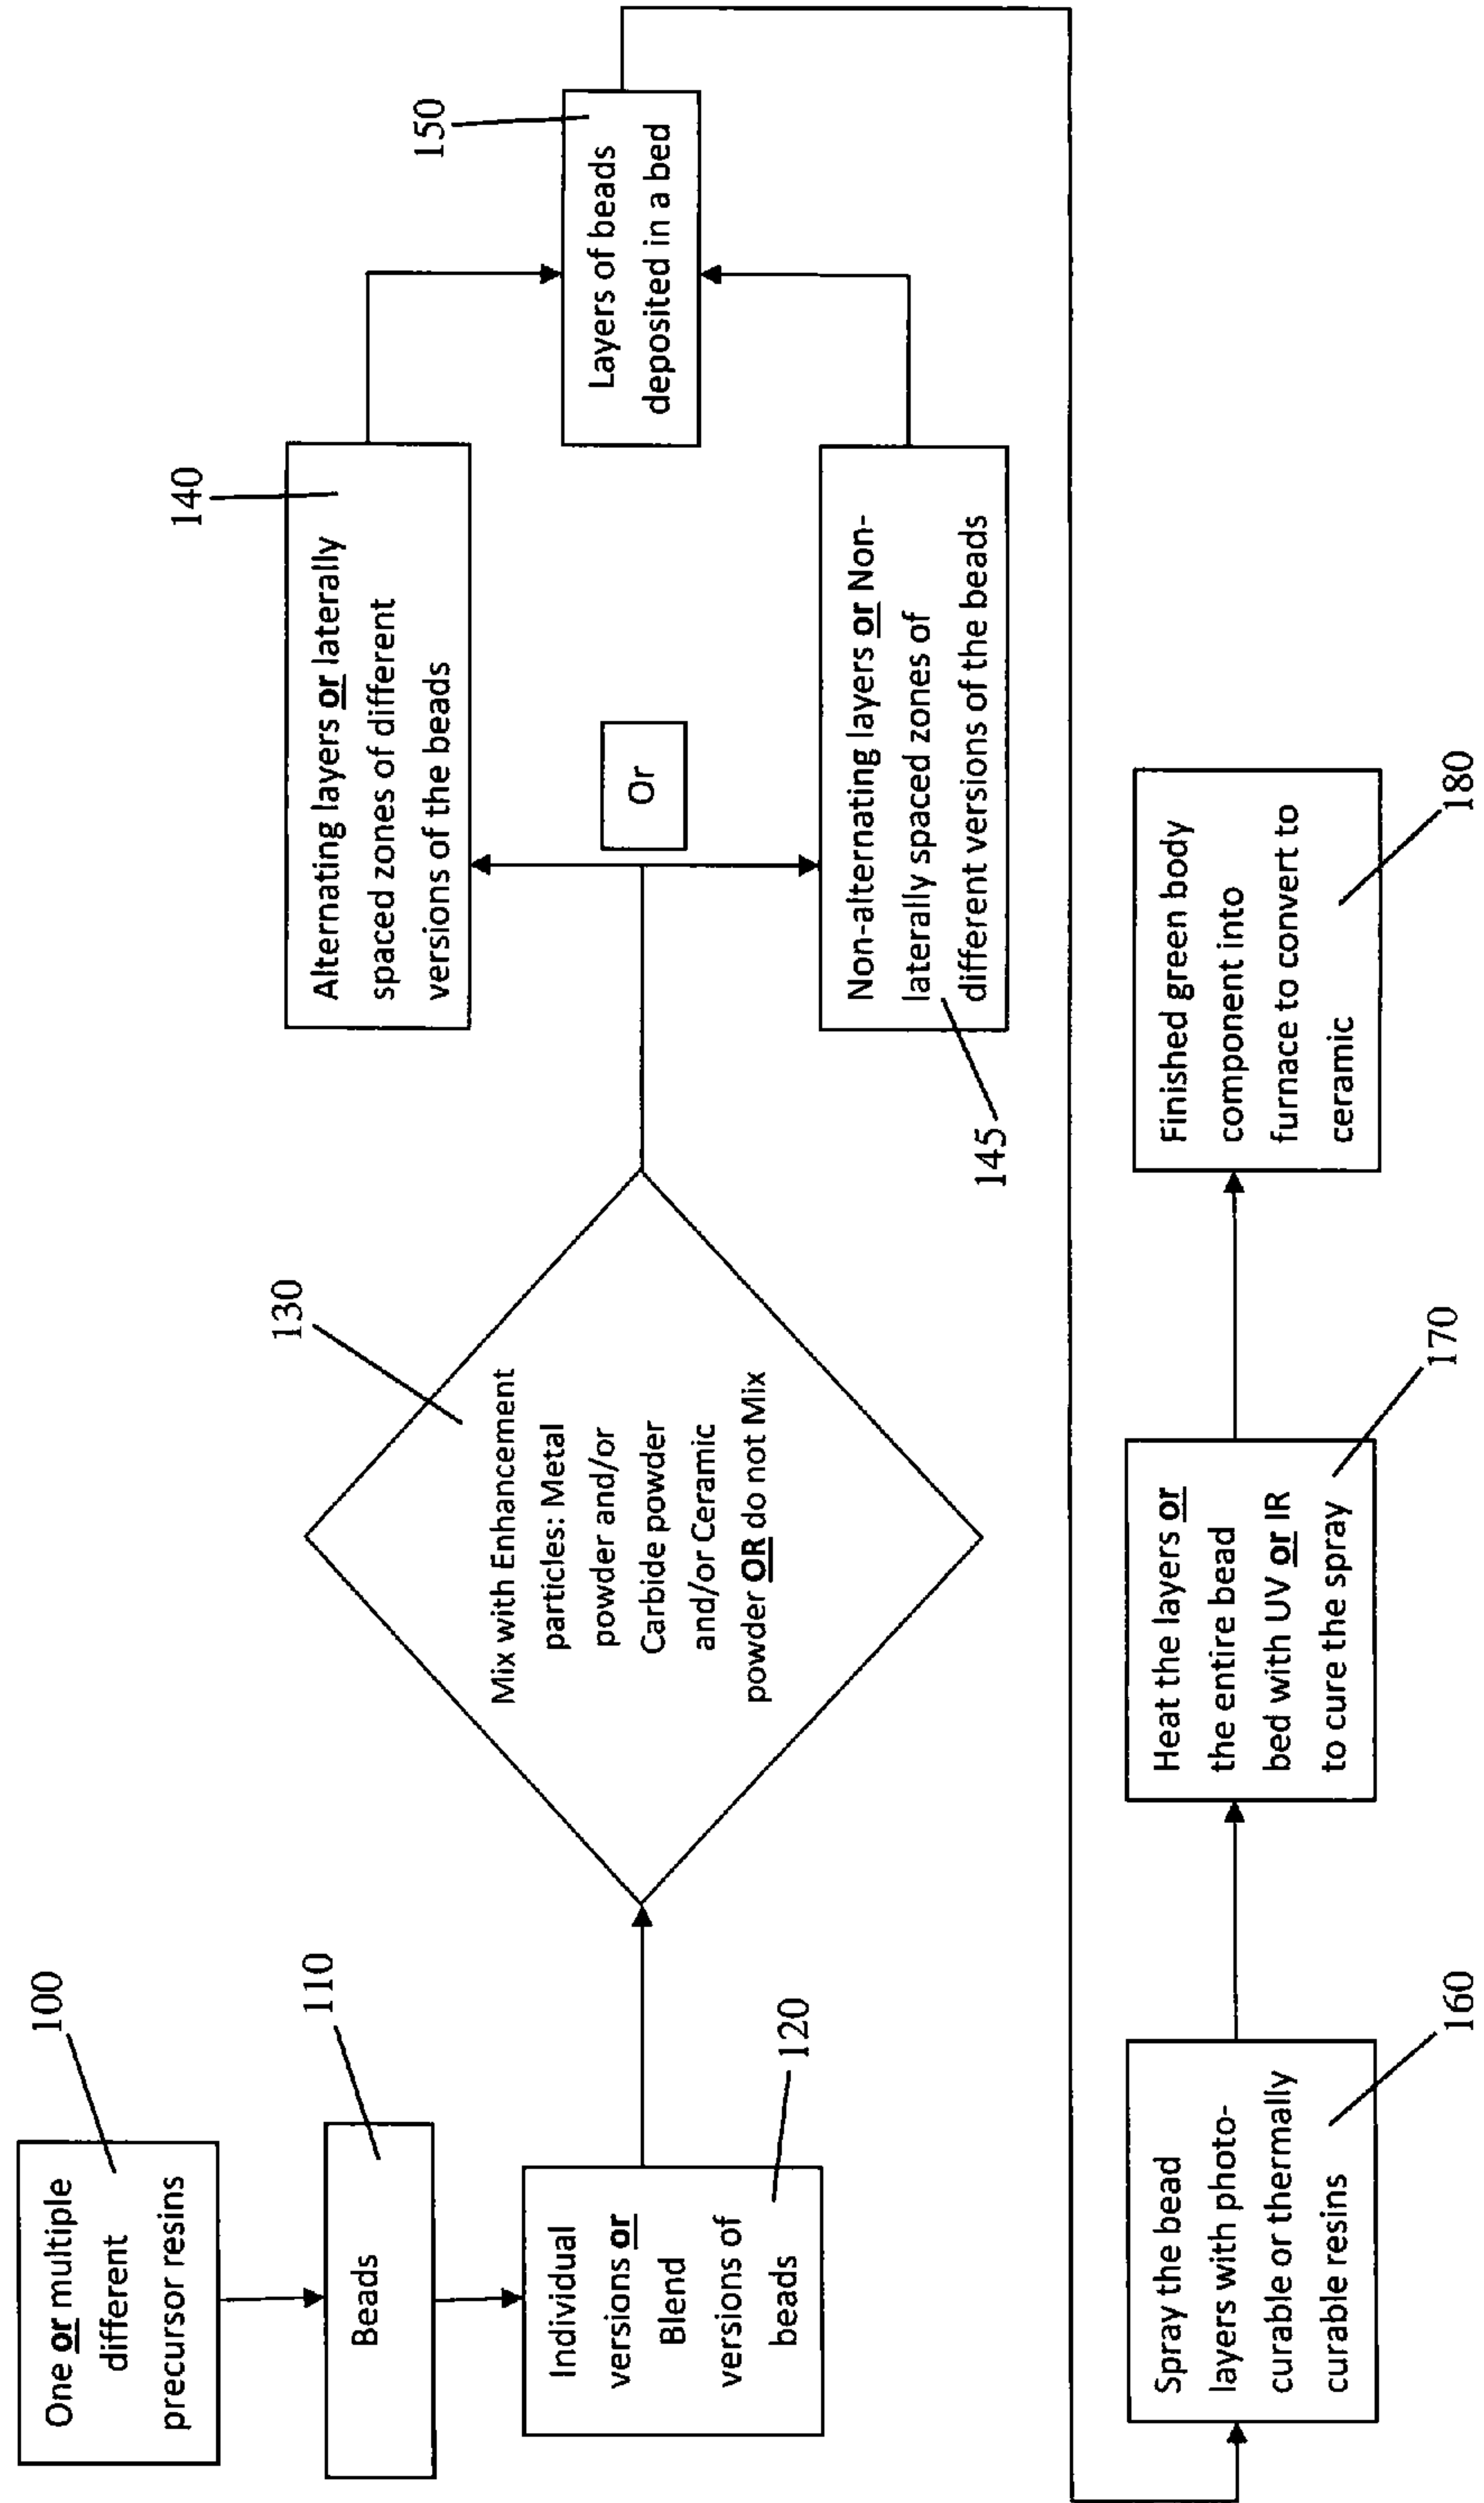 100
One or multiple
different
precursor resins
110
Beads
120
Individual
versions or
Blend
versions of
beads
130
Mix with Enhancement
particles: Metal
powder and/or
Carbide powder
and/or Ceramic
powder OR do not Mix
140
Alternating layers or laterally
spaced zones of different
versions of the beads
Or
Non-alternating layers or Non-
laterally spaced zones of
different versions of the beads
145
150
Layers of beads
deposited in a bed
Spray the bead
layers with photo-
curable or thermally
curable resins
160
Heat the layers or
the entire bead
bed with UV or IR
to cure the spray
170
Finished green body
component into
furnace to convert to
ceramic
180